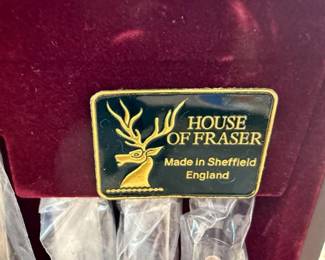 HOUSE
OF FRASER
Made in Sheffield
England